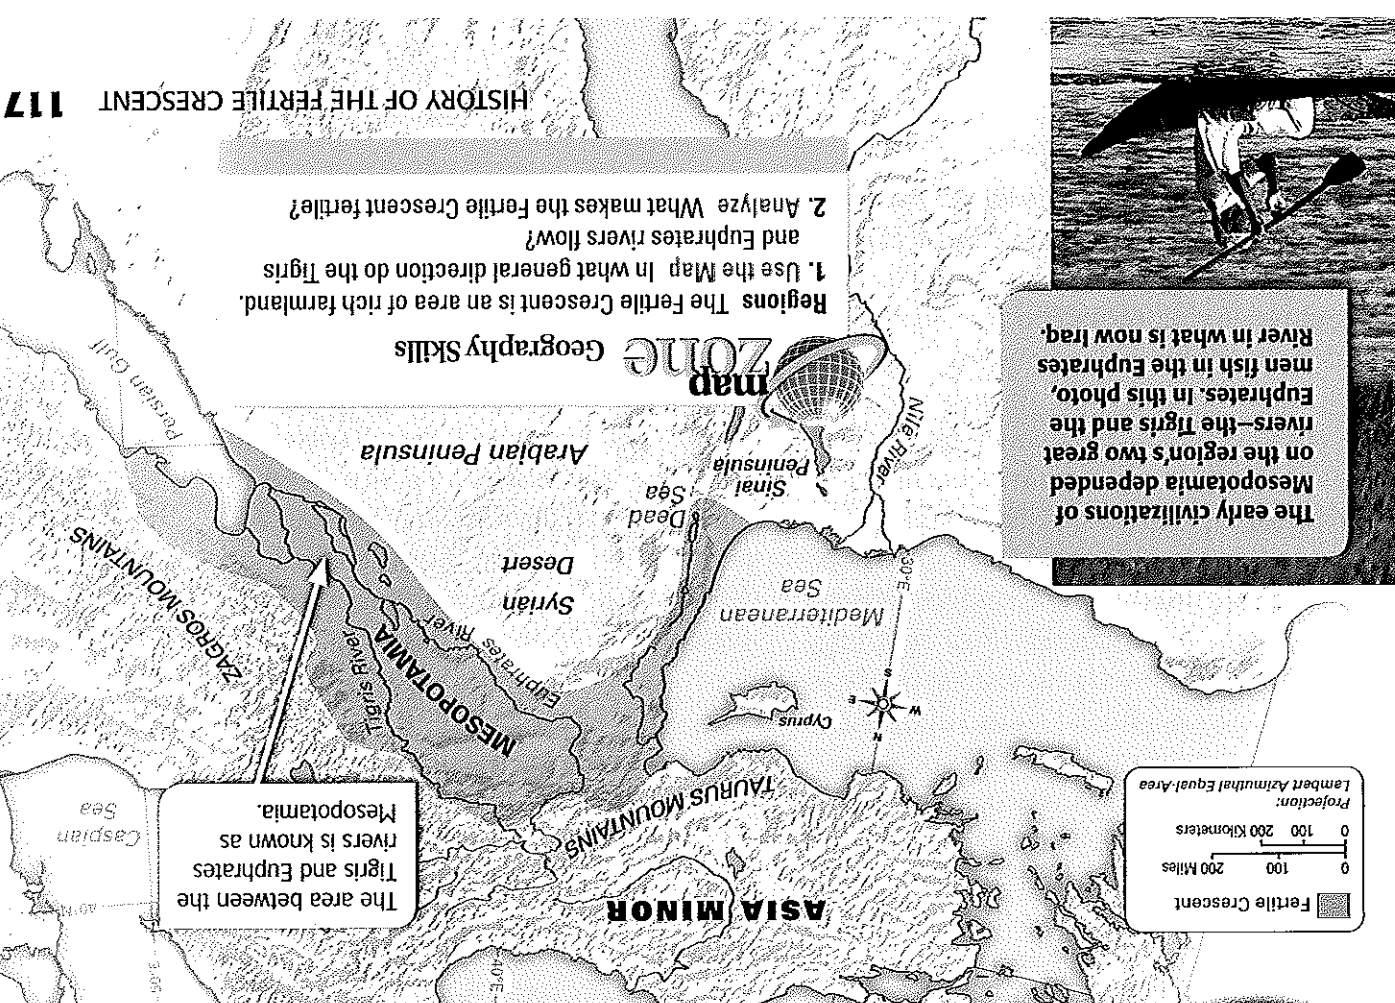 Fertile Crescent
0 100 200 Miles
0 100 200 Kilometers
Projection:
Lambert Azimuthal Equal-Area
ASIA MINOR
TAURUS MOUNTAINS
The area between the
Tigris and Euphrates
rivers is known as
Mesopotamia.
Caspian
Sea
N
W
E
S
Cyprus
Mediterranean
Sea
30°E
MESOPOTAMIA
Tigris River
Euphrates River
ZAGROS MOUNTAINS
Syrian
Desert
Dead
Sea
Sinai
Peninsula
Nile River
Arabian Peninsula
Persian Gulf
The early civilizations of
Mesopotamia depended
on the region's two great
rivers—the Tigris and the
Euphrates. In this photo,
men fish in the Euphrates
River in what is now Iraq.
map
zone Geography Skills
Regions The Fertile Crescent is an area of rich farmland.
1. Use the Map In what general direction do the Tigris
and Euphrates rivers flow?
2. Analyze What makes the Fertile Crescent fertile?
HISTORY OF THE FERTILE CRESCENT 117